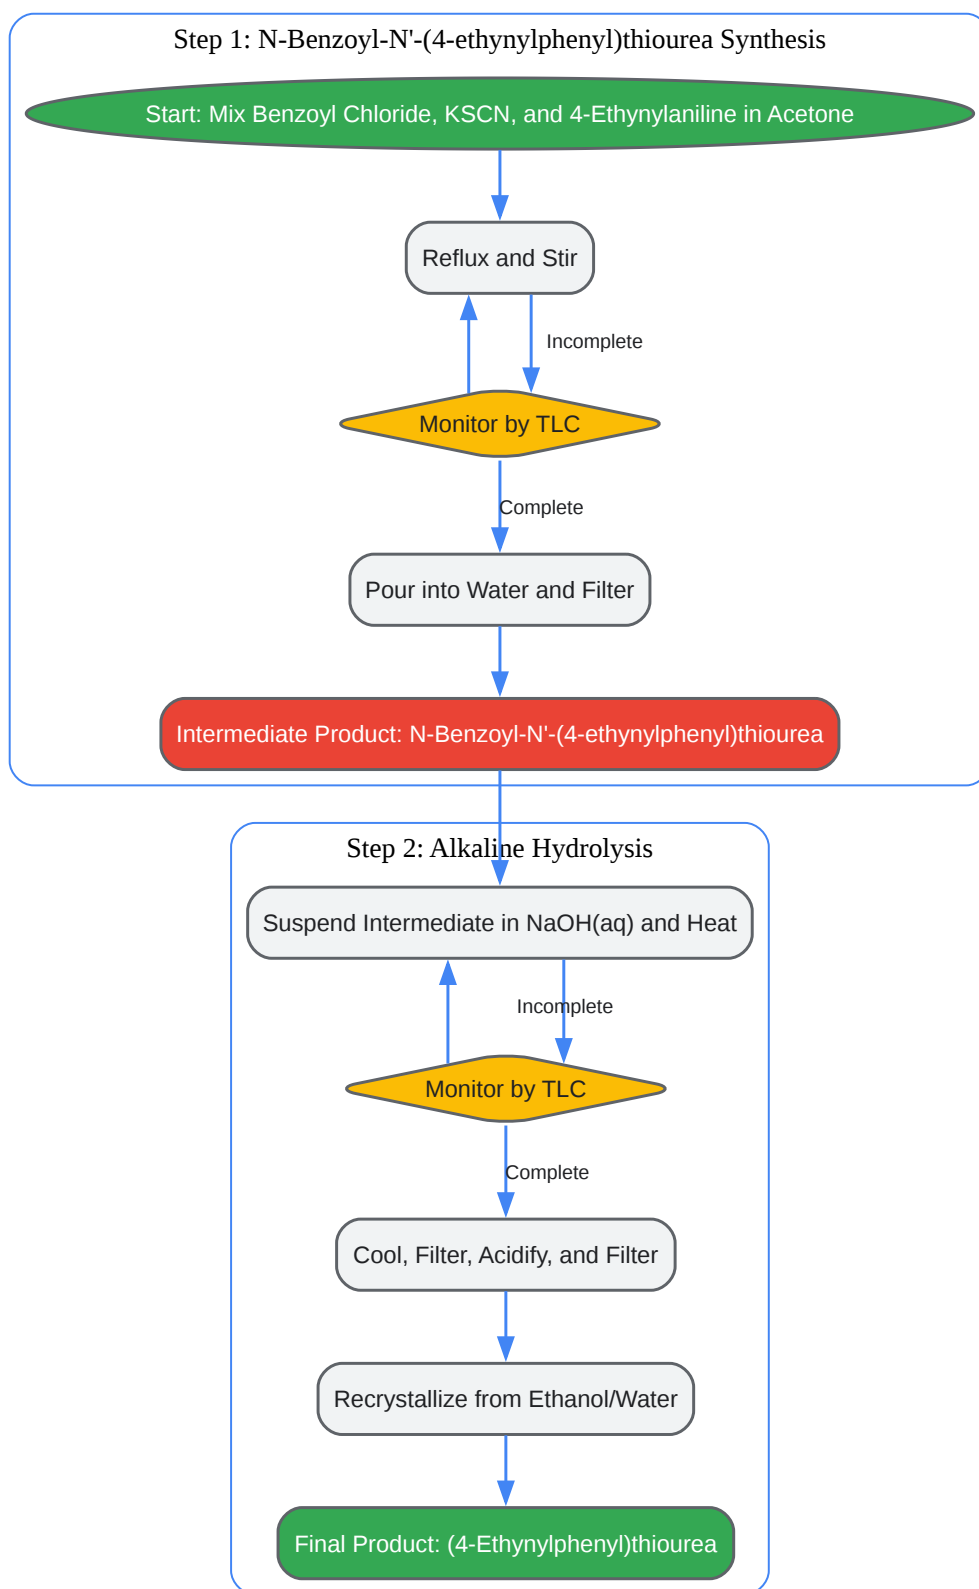 Step 1: N-Benzoyl-N'-(4-ethynylphenyl)thiourea Synthesis
Start: Mix Benzoyl Chloride, KSCN, and 4-Ethynylaniline in Acetone
Reflux and Stir
Incomplete
Monitor by TLC
Complete
Pour into Water and Filter
Intermediate Product: N-Benzoyl-N'-(4-ethynylphenyl)thiourea
Step 2: Alkaline Hydrolysis
Suspend Intermediate in NaOH(aq) and Heat
Incomplete
Monitor by TLC
Complete
Cool, Filter, Acidify, and Filter
Recrystallize from Ethanol/Water
Final Product: (4-Ethynylphenyl)thiourea